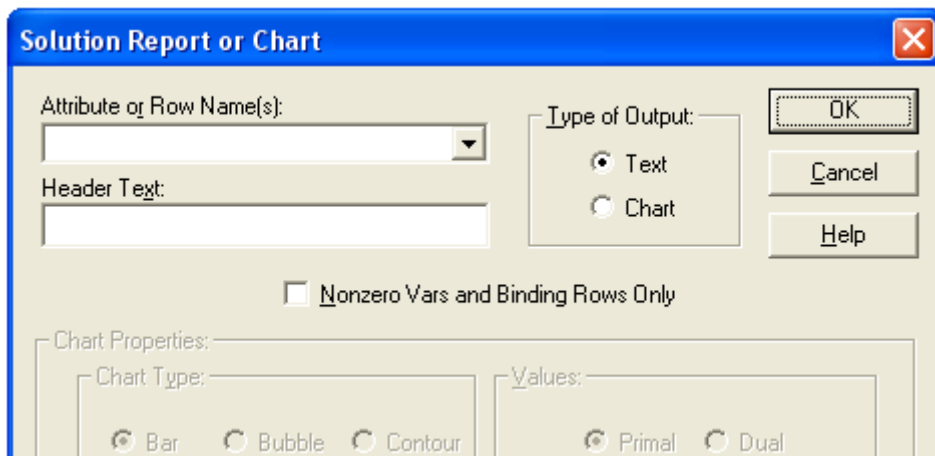 Solution Report or Chart
Attribute or Row Name(s):
Type of Output:
OK
Text
Cancel
Header Text:
Chart
Help
Nonzero Vars and Binding Rows Only
Chart Properties:
Chart Type:
Values:
Bar Bubble Contour
Primal Dual